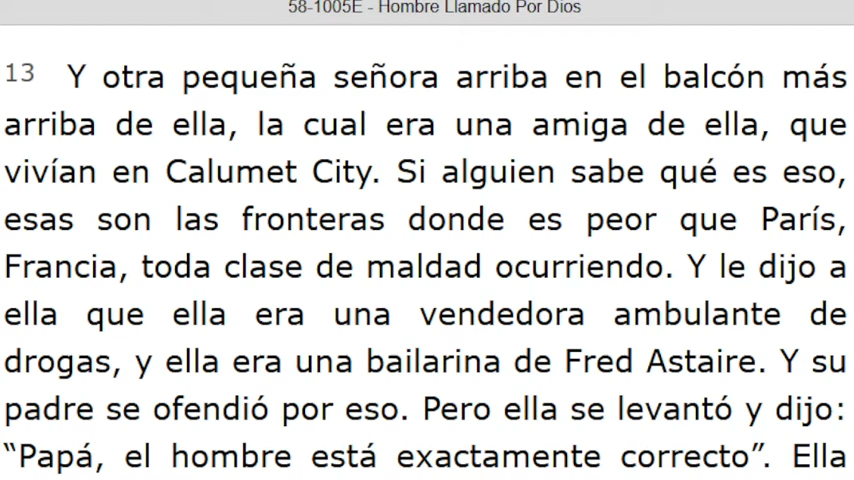 58-1005E - Hombre Llamado Por Dios
13 Y otra pequeña señora arriba en el balcón más
arriba de ella, la cual era una amiga de ella, que
vivían en Calumet City. Si alguien sabe qué es eso,
esas son las fronteras donde es peor que París,
Francia, toda clase de maldad ocurriendo. Y le dijo a
ella que ella era una vendedora ambulante de
drogas, y ella era una bailarina de Fred Astaire. Y su
padre se ofendió por eso. Pero ella se levantó y dijo:
“Papá, el hombre está exactamente correcto”. Ella